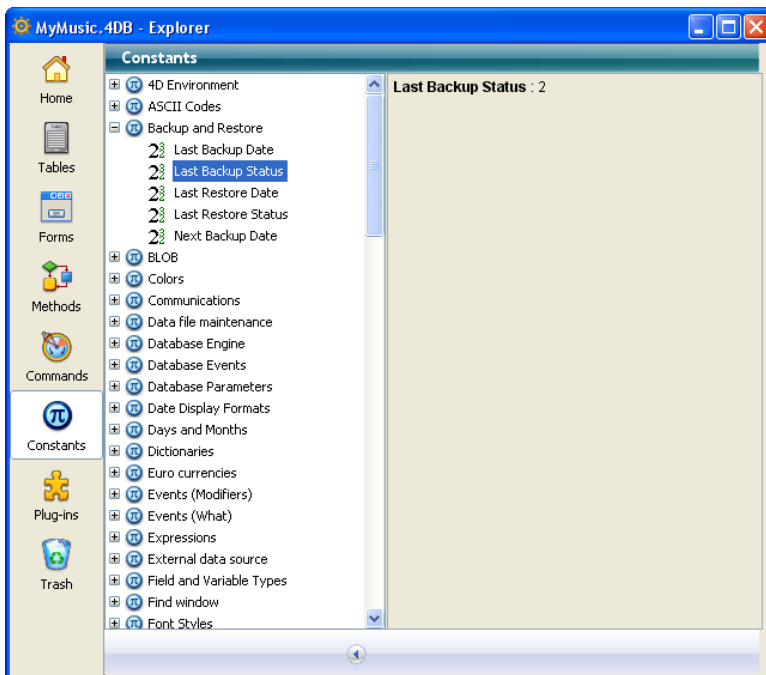 MyMusic.4DB - Explorer
Home
Tables
Forms
Methods
Commands
Constants
Plug-ins
Trash
Constants
4D Environment
ASCII Codes
Backup and Restore
Last Backup Date
Last Backup Status
Last Restore Date
Last Restore Status
Next Backup Date
BLOB
Colors
Communications
Data file maintenance
Database Engine
Database Events
Database Parameters
Date Display Formats
Days and Months
Dictionaries
Euro currencies
Events (Modifiers)
Events (What)
Expressions
External data source
Field and Variable Types
Find window
Font Styles
Last Backup Status : 2